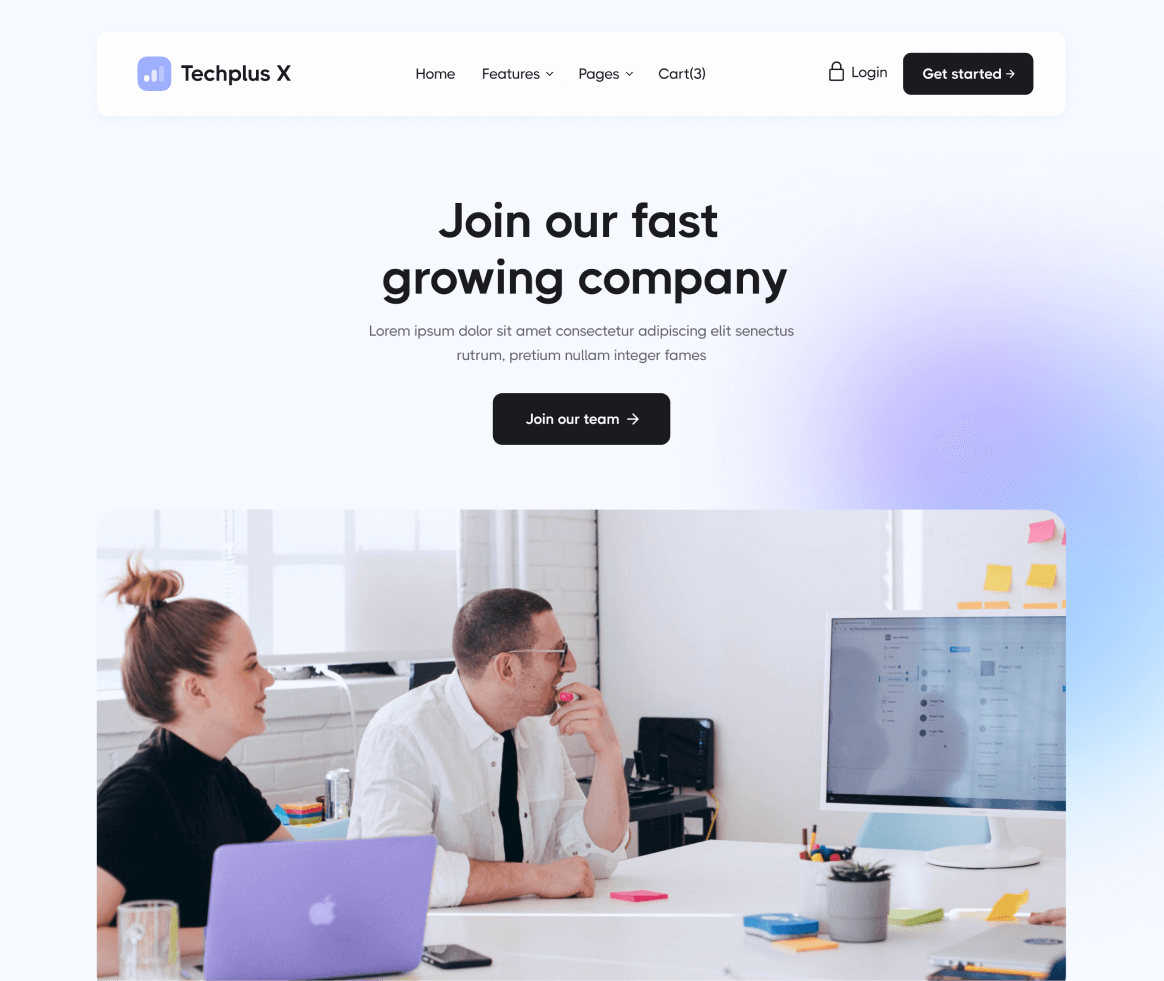 Techplus X
Home Features Pages Cart(3)
Login
Get started →
Join our fast
growing company
Lorem ipsum dolor sit amet consectetur adipiscing elit senectus
rutrum, pretium nullam integer fames
Join our team →